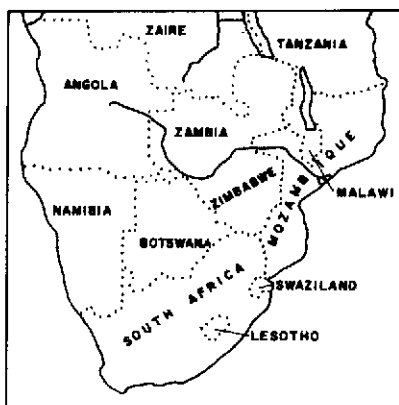 ZAIRE
TANZANIA
ANGOLA
ZAMBIA
MALAWI
ZIMBABWE
MOZAMBIQUE
NAMIBIA
BOTSWANA
SWAZILAND
SOUTH AFRICA
LESOTHO